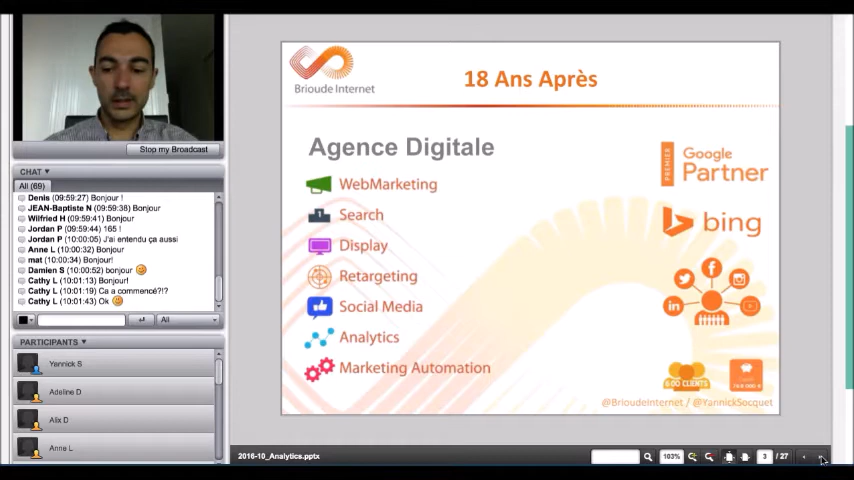 Stop my Broadcast
CHAT
All (69)
Denis (09:59:27) Bonjour !
JEAN-Baptiste N (09:59:38) Bonjour
Wilfried H (09:59:41) Bonjour
Jordan P (09:59:44) 165 !
Jordan P (10:00:05) J'ai entendu ça aussi
Anne L (10:00:32) Bonjour
mat (10:00:34) Bonjour!
Damien S (10:00:52) bonjour
Cathy L (10:01:13) Bonjour!
Cathy L (10:01:19) Ca a commencé?!?
Cathy L (10:01:43) Ok
All
PARTICIPANTS
Yannick S
Adeline D
Alix D
Anne L
Brioude Internet
18 Ans Après
Agence Digitale
WebMarketing
Search
Display
Retargeting
Social Media
Analytics
Marketing Automation
PREMIER
Google
Partner
bing
600 CLIENTS
@BrioudeInternet / @YannickSocquet
2016-10_Analytics.pptx
103%
3 / 27